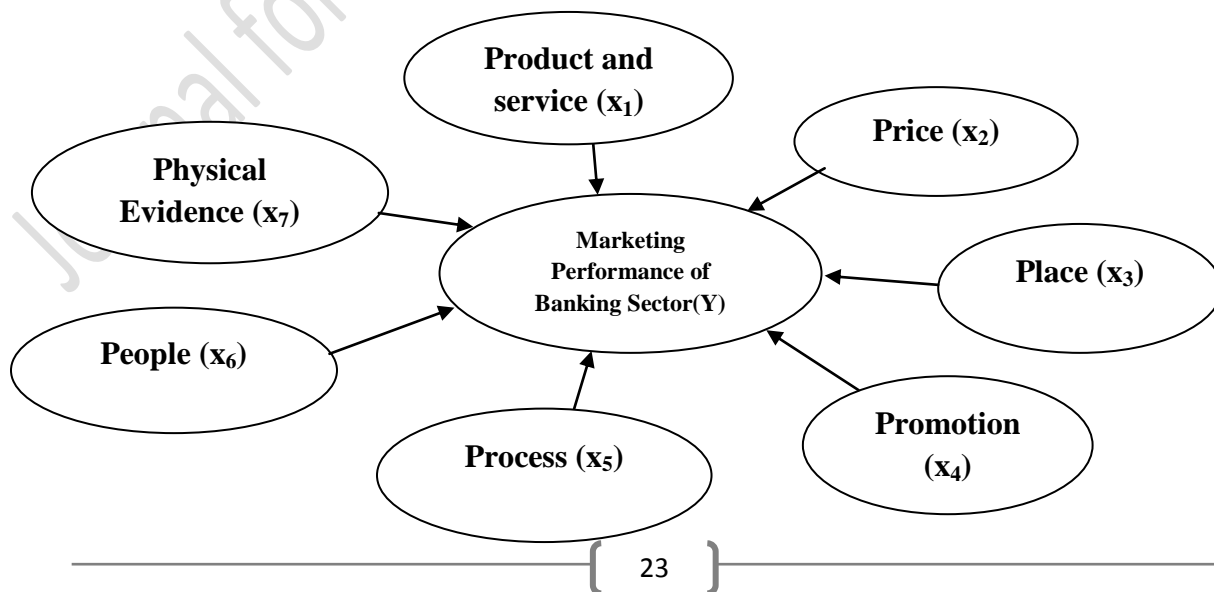 Product and
service (x₁)
Price (x₂)
Physical
Evidence (x₇)
Marketing
Performance of
Banking Sector(Y)
Place (x₃)
People (x₆)
Promotion
(x₄)
Process (x₅)
23